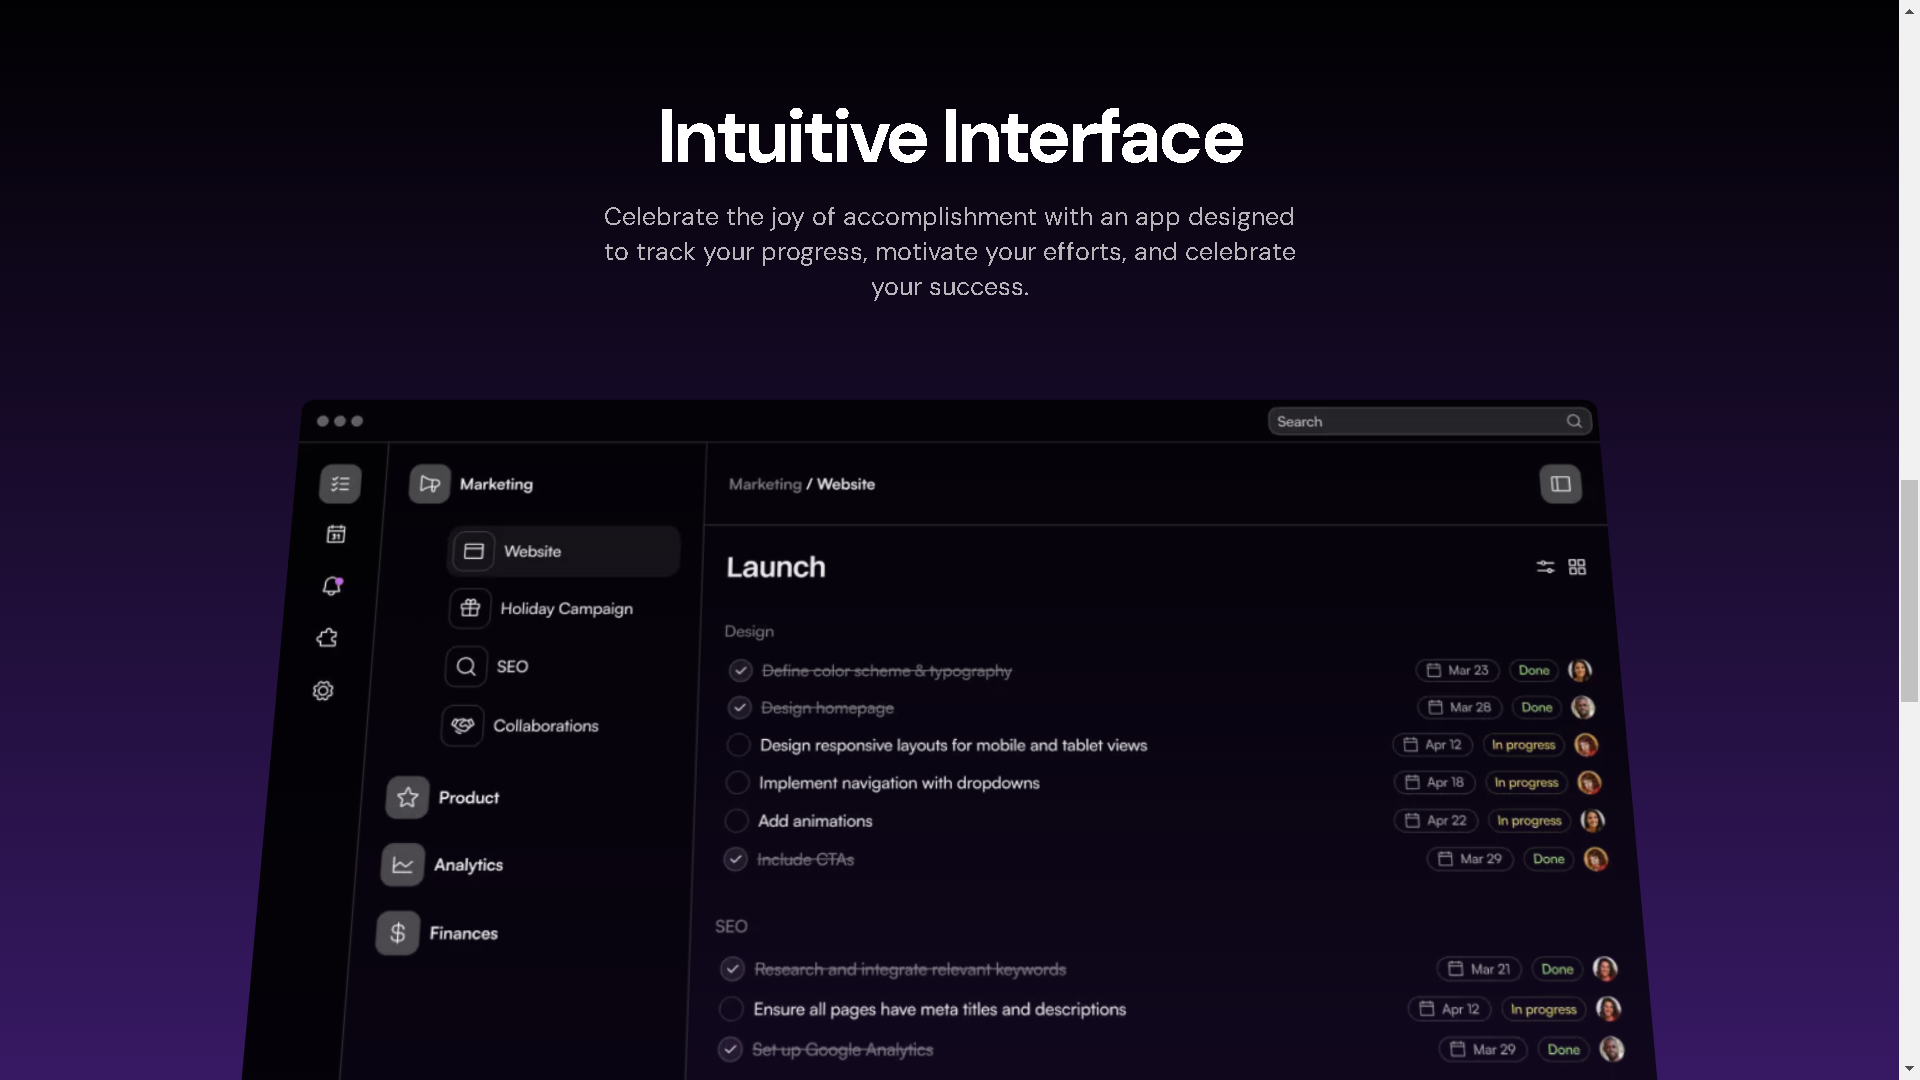 Intuitive Interface
Celebrate the joy of accomplishment with an app designed
to track your progress, motivate your efforts, and celebrate
your success.
Search
Marketing
Website
Holiday Campaign
SEO
Collaborations
Product
Analytics
Finances
Marketing / Website
Launch
Design
Define color scheme & typography Mar 23 Done
Design homepage Mar 28 Done
Design responsive layouts for mobile and tablet views Apr 12 In progress
Implement navigation with dropdowns Apr 18 In progress
Add animations Apr 22 In progress
Include CTAs Mar 29 Done
SEO
Research and integrate relevant keywords Mar 21 Done
Ensure all pages have meta titles and descriptions Apr 12 In progress
Set up Google Analytics Mar 29 Done